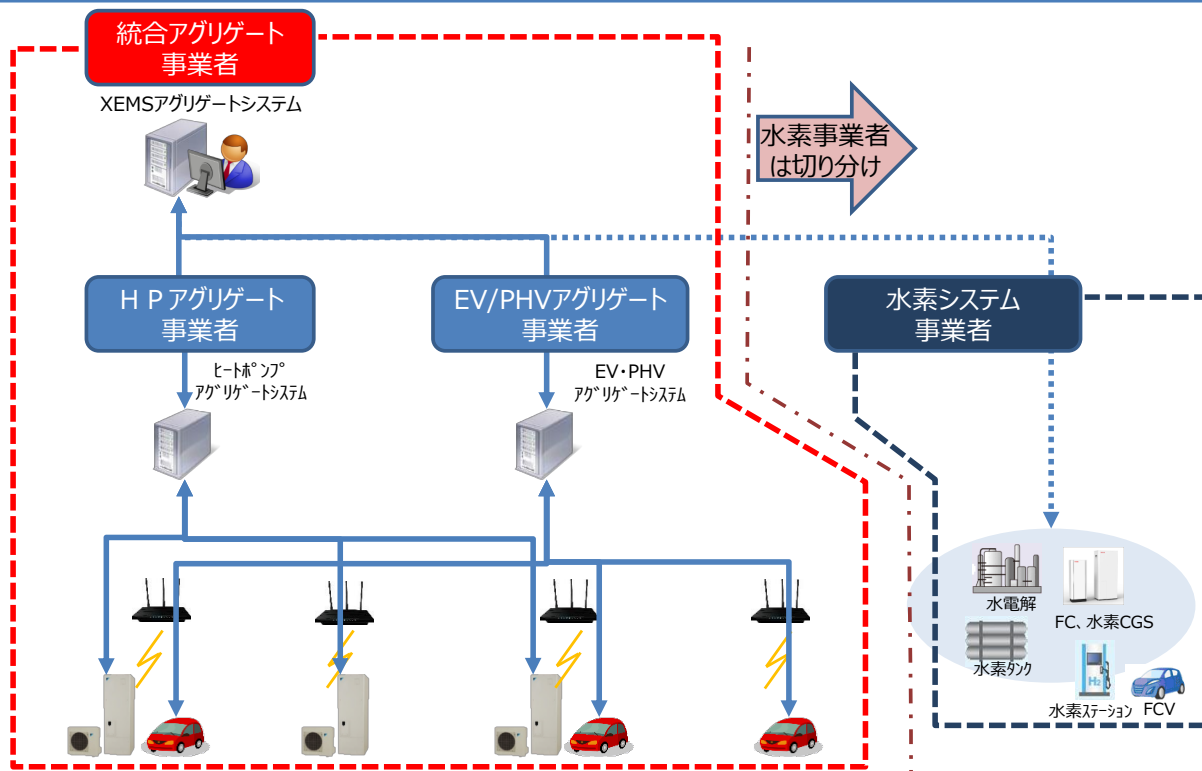 統合アグリゲート
事業者
XEMSアグリゲートシステム
水素事業者
は切り分け
ＨＰアグリゲート
事業者
EV/PHVアグリゲート
事業者
水素システム
事業者
ﾋｰﾄﾎﾟﾝﾌﾟ
ｱｸﾞﾘｹﾞｰﾄｼｽﾃﾑ
EV･PHV
ｱｸﾞﾘｹﾞｰﾄｼｽﾃﾑ
水電解
FC、水素CGS
水素ﾀﾝｸ
H2
水素ｽﾃｰｼｮﾝ
FCV